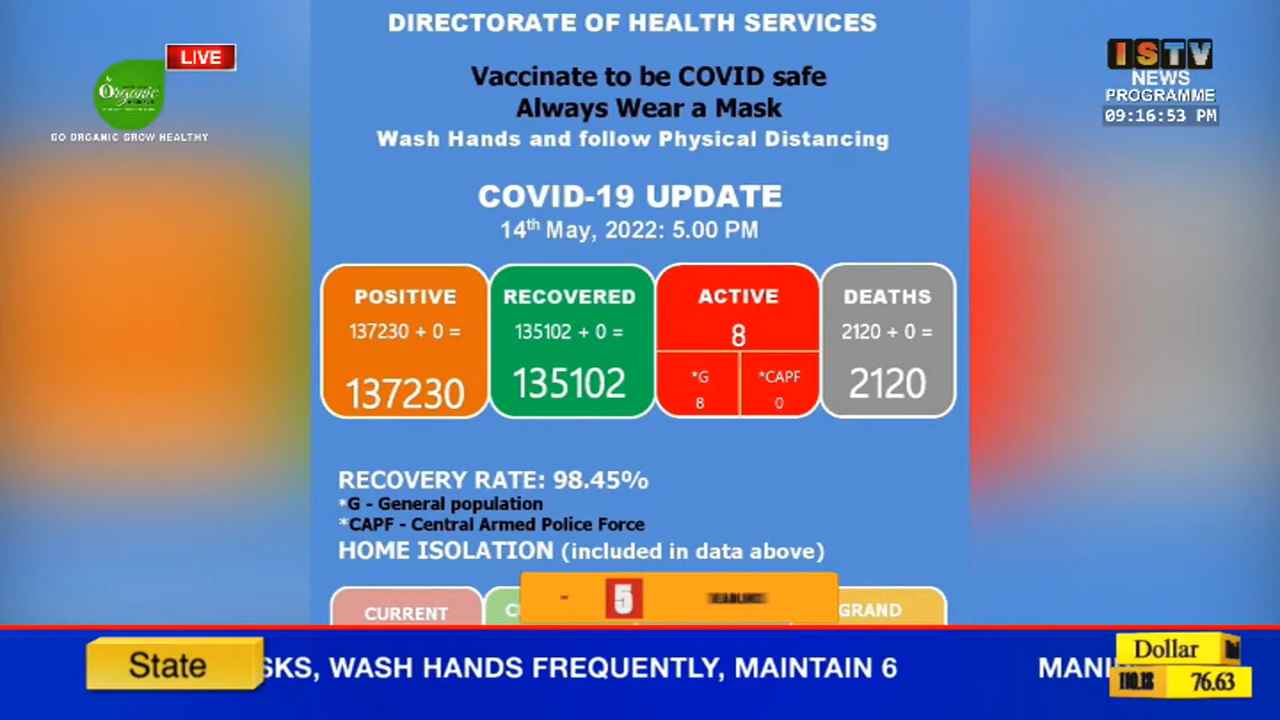 DIRECTORATE OF HEALTH SERVICES
LIVE
Organic
GO ORGANIC GROW HEALTHY
ISTV
NEWS
PROGRAMME
09:16:53 PM
Vaccinate to be COVID safe
Always Wear a Mask
Wash Hands and follow Physical Distancing
COVID-19 UPDATE
14th May, 2022: 5.00 PM
POSITIVE
137230 + 0 =
137230
RECOVERED
135102 + 0 =
135102
ACTIVE
8
*G
8
*CAPF
0
DEATHS
2120 + 0 =
2120
RECOVERY RATE: 98.45%
*G - General population
*CAPF - Central Armed Police Force
HOME ISOLATION (included in data above)
CURRENT
C
GRAND
5
State
SKS, WASH HANDS FREQUENTLY, MAINTAIN 6
MANI
Dollar
76.63